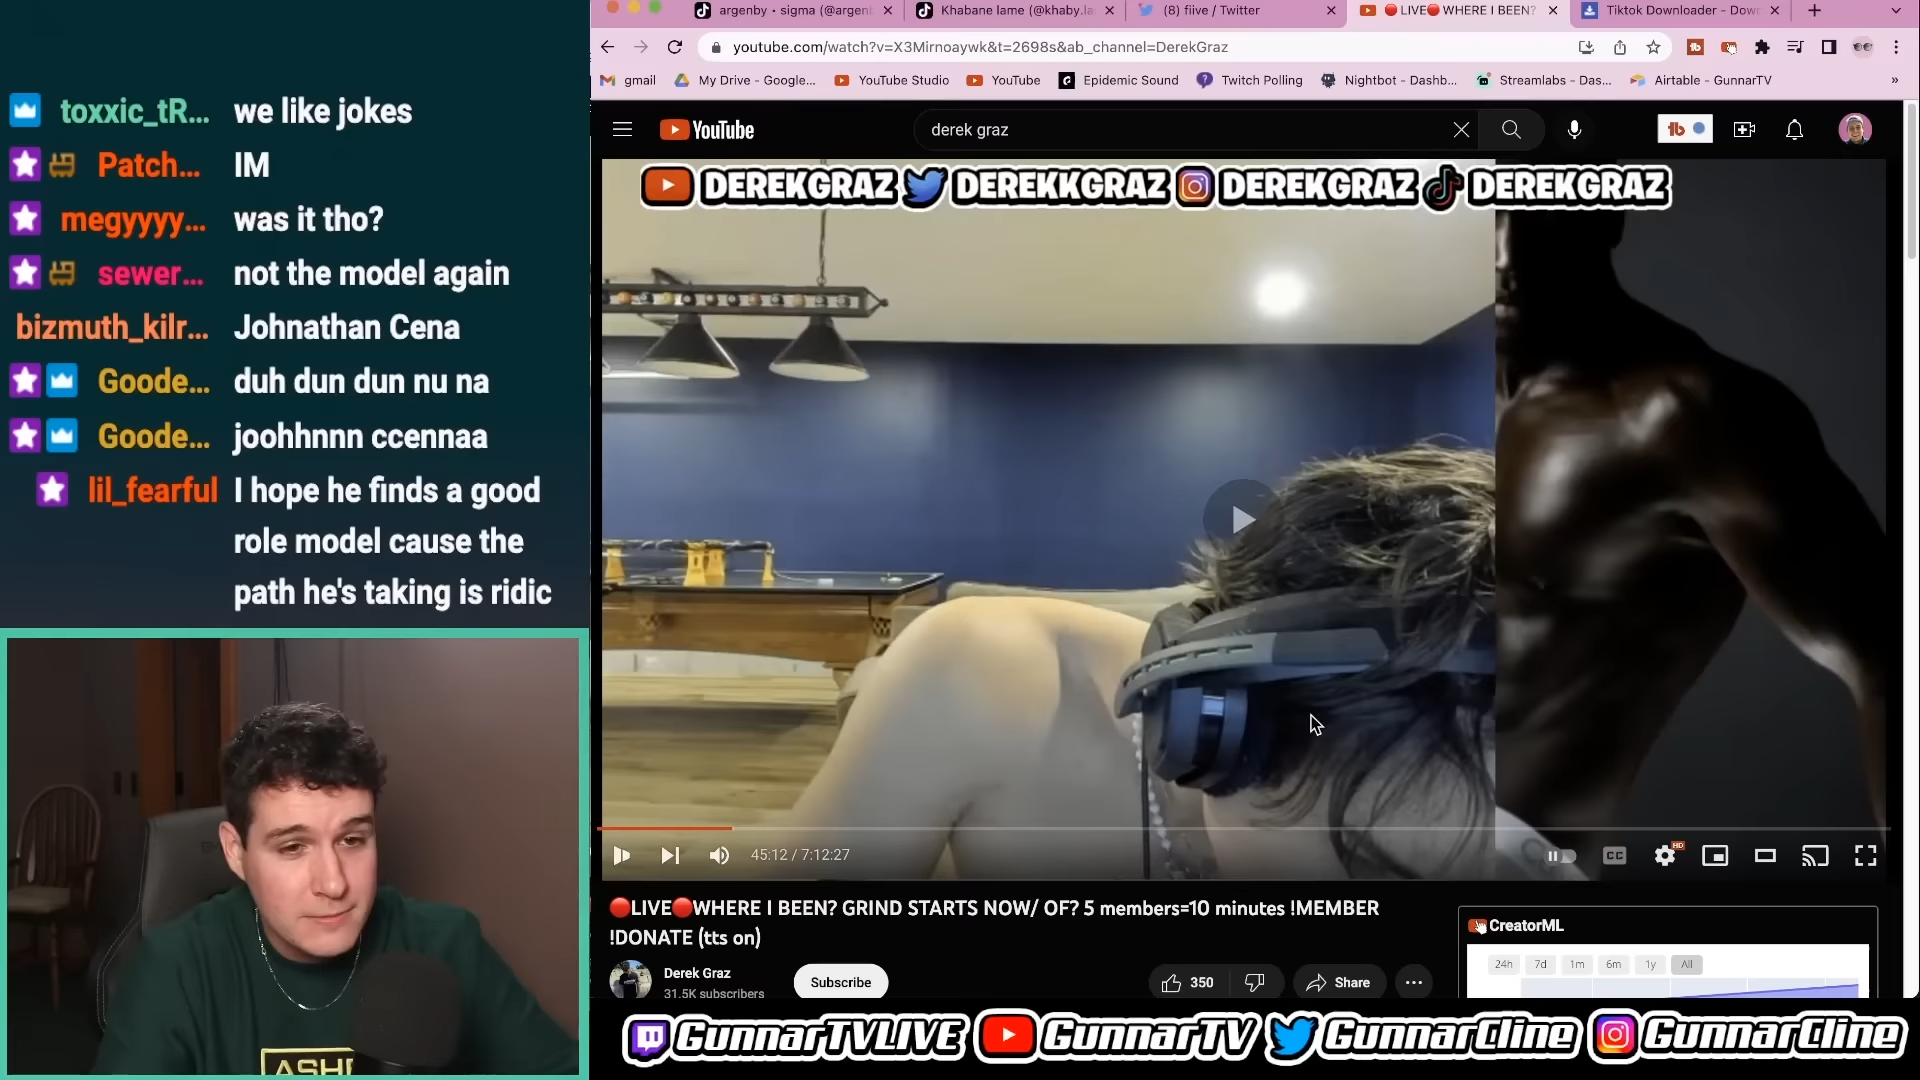 toxxic_tR... we like jokes
Patch... IM
megyyyy... was it tho?
sewer... not the model again
bizmuth_kilr... Johnathan Cena
Goode... duh dun dun nu na
Goode... joohhnnn ccennaa
lil_fearful I hope he finds a good
role model cause the
path he's taking is ridic
ASHE
argenby • sigma (@argenb
Khabane lame (@khaby.la
(8) fiive / Twitter
🔴LIVE🔴 WHERE I BEEN?
Tiktok Downloader - Dow
youtube.com/watch?v=X3Mirnoaywk&t=2698s&ab_channel=DerekGraz
gmail
My Drive - Google...
YouTube Studio
YouTube
Epidemic Sound
Twitch Polling
Nightbot - Dashb...
Streamlabs - Das...
Airtable - GunnarTV
»
YouTube
derek graz
tb
DEREKGRAZ DEREKKGRAZ DEREKGRAZ DEREKGRAZ
45:12 / 7:12:27
CC
HD
🔴LIVE🔴WHERE I BEEN? GRIND STARTS NOW/ OF? 5 members=10 minutes !MEMBER
!DONATE (tts on)
Derek Graz
31.5K subscribers
Subscribe
350
Share
CreatorML
24h 7d 1m 6m 1y All
GunnarTVLIVE GunnarTV GunnarCline GunnarCline